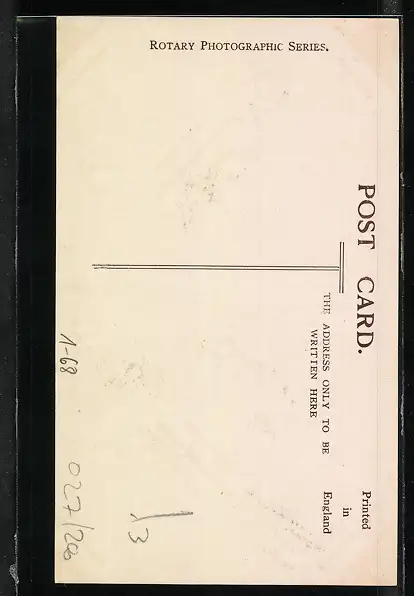 ROTARY PHOTOGRAPHIC SERIES.
POST CARD.
THE ADDRESS ONLY TO BE
WRITTEN HERE
Printed
in
England
1-68
027/20
13